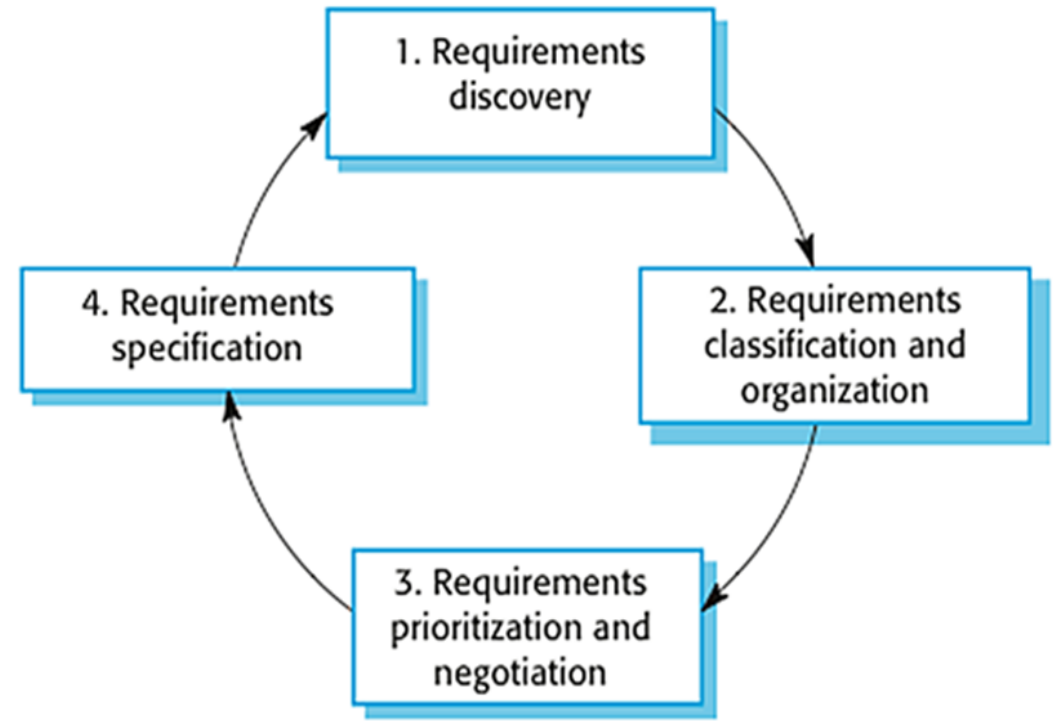 1. Requirements
discovery
2. Requirements
classification and
organization
3. Requirements
prioritization and
negotiation
4. Requirements
specification